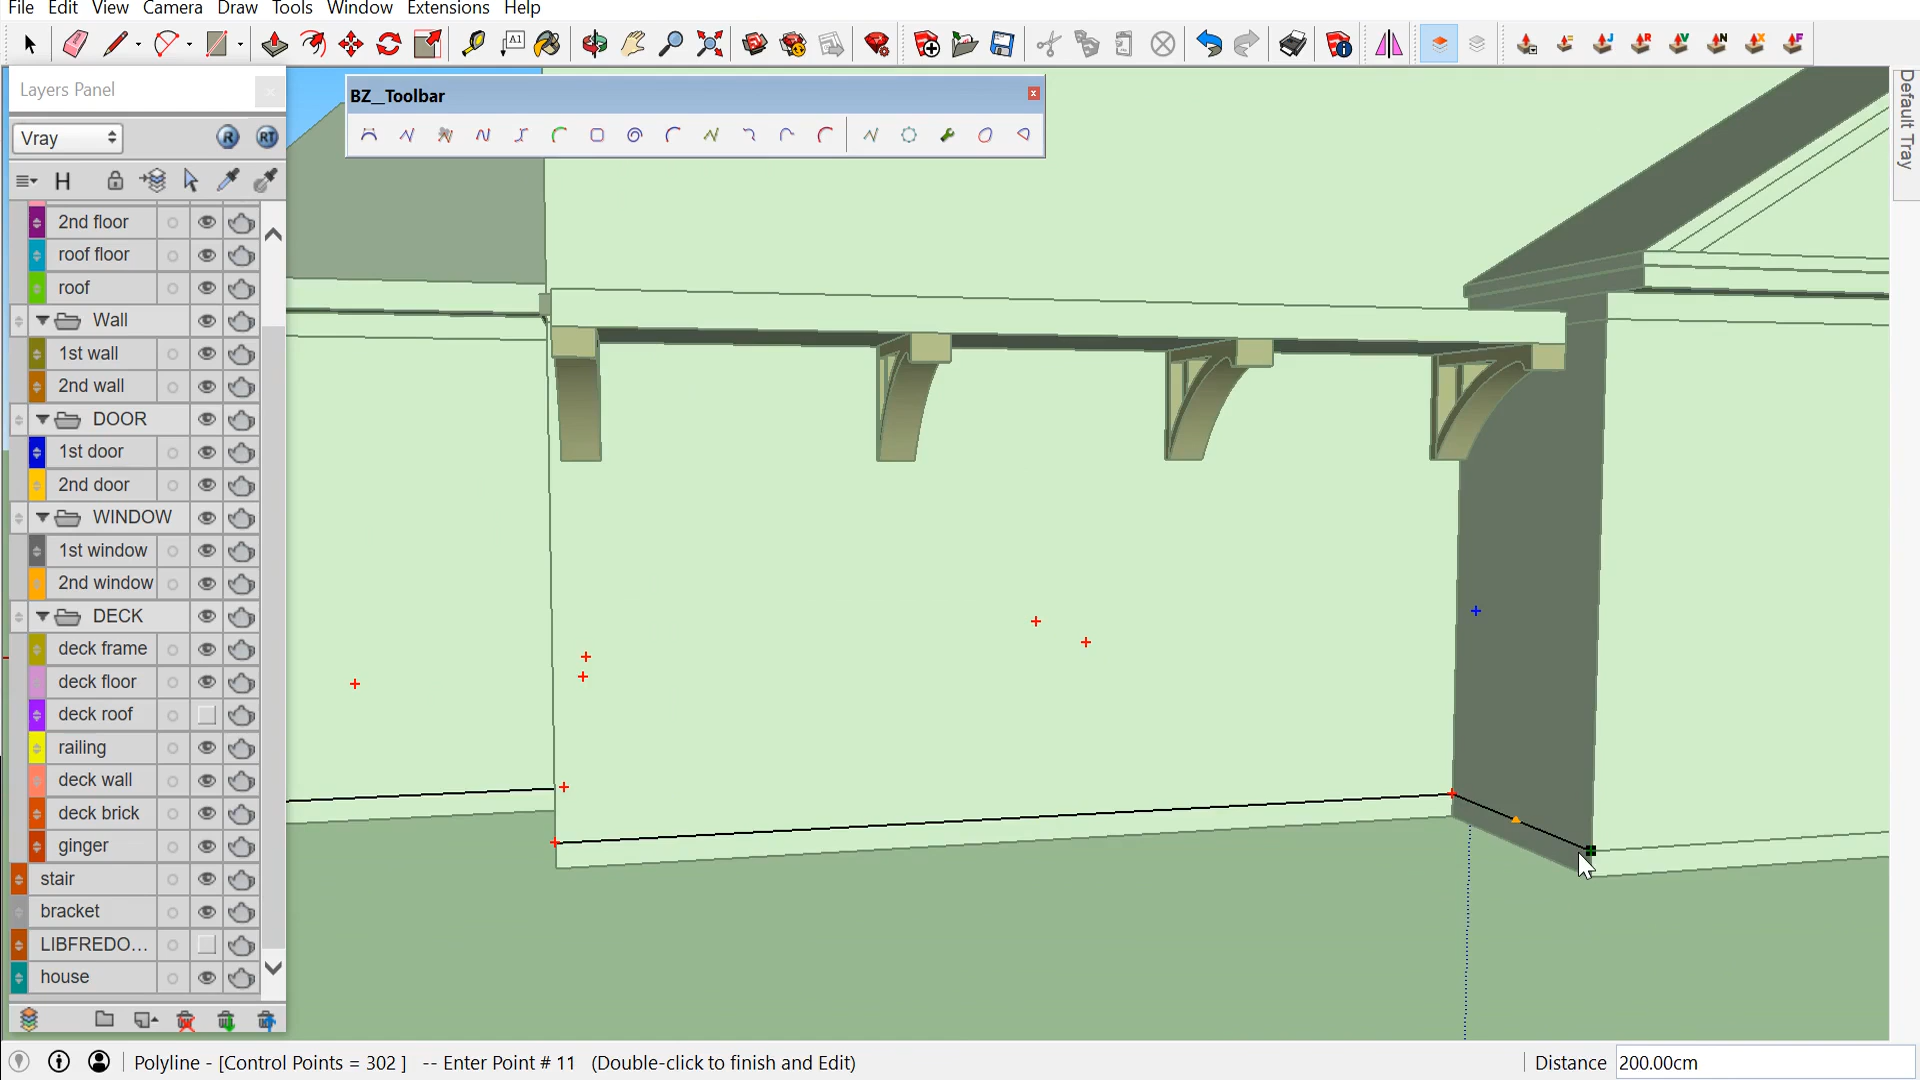 File Edit View Camera Draw Tools Window Extensions Help
A1
J R V N X F
Layers Panel
BZ__Toolbar
Default Tray
Vray
R RT
H
2nd floor
roof floor
roof
Wall
1st wall
2nd wall
DOOR
1st door
2nd door
WINDOW
1st window
2nd window
DECK
deck frame
deck floor
deck roof
railing
deck wall
deck brick
ginger
stair
bracket
LIBFREDO...
house
Polyline - [Control Points = 302 ] -- Enter Point # 11 (Double-click to finish and Edit)
Distance 200.00cm